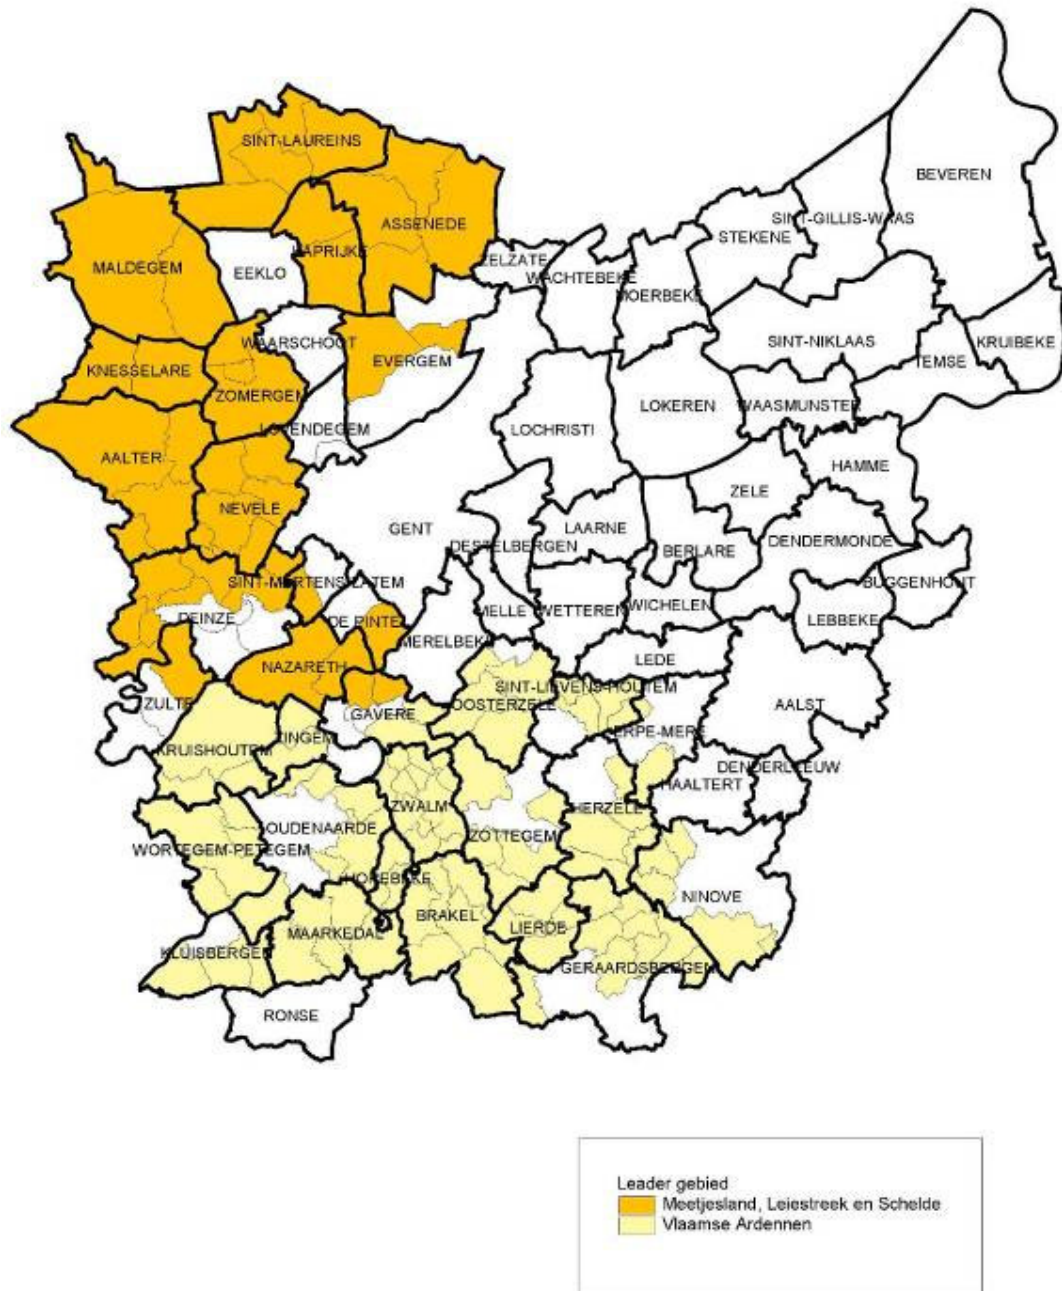 SINT-LAUREINS
BEVEREN
SINT-GILLIS-WAAS
ASSENEDE
STEKENE
KAPRIJKE
ZELZATE
MALDEGEM
EEKLO
WACHTEBEKE
MOERBEKE
WAARSCHOOT
SINT-NIKLAAS
KRUIBEKE
EVERGEM
TEMSE
KNESSELARE
ZOMERGEM
LOKEREN
WAASMUNSTER
LOVENDEGEM
LOCHRISTI
AALTER
HAMME
ZELE
NEVELE
GENT
LAARNE
DENDERMONDE
DESTELBERGEN
BERLARE
SINT-MARTENS-LATEM
BUGGENHOUT
DEINZE
DE PINTE
MELLE
WETTEREN
WICHELEN
LEBBEKE
MERELBEKE
NAZARETH
LEDE
SINT-LIEVENS-HOUTEM
ZULTE
GAVERE
OOSTERZELE
AALST
ERPE-MERE
ZINGEM
KRUISHOUTEM
DENDERLEEUW
HAALTERT
ZWALM
HERZELE
OUDENAARDE
ZOTTEGEM
WORTEGEM-PETEGEM
HOREBEKE
NINOVE
BRAKEL
LIERDE
MAARKEDAL
KLUISBERGEN
GERAARDSBERGEN
RONSE
Leader gebied
Meetjesland, Leiestreek en Schelde
Vlaamse Ardennen